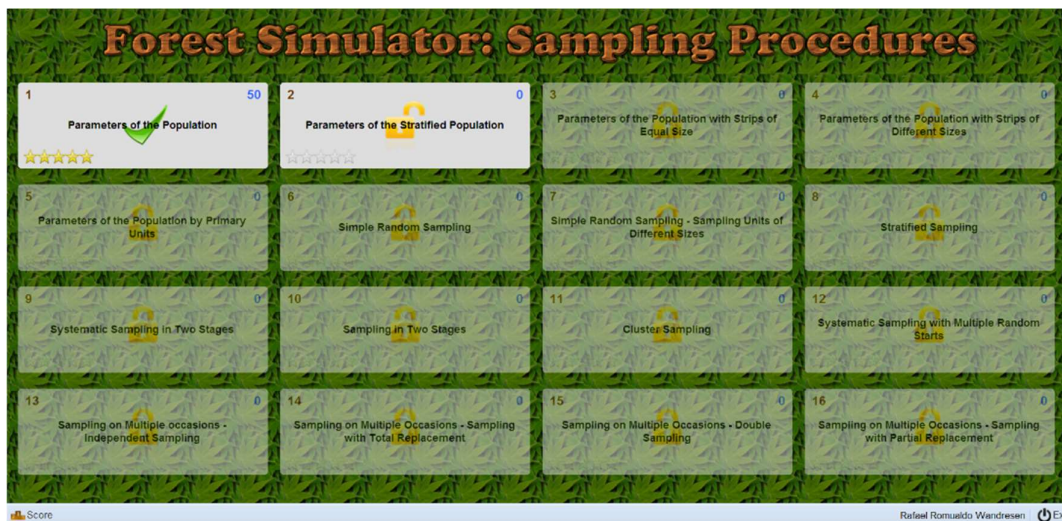 Forest Simulator: Sampling Procedures
1 50
Parameters of the Population
2 0
Parameters of the Stratified Population
3 0
Parameters of the Population with Strips of
Equal Size
4 0
Parameters of the Population with Strips of
Different Sizes
5 0
Parameters of the Population by Primary
Units
6 0
Simple Random Sampling
7 0
Simple Random Sampling - Sampling Units of
Different Sizes
8 0
Stratified Sampling
9 0
Systematic Sampling in Two Stages
10 0
Sampling in Two Stages
11 0
Cluster Sampling
12 0
Systematic Sampling with Multiple Random
Starts
13 0
Sampling on Multiple occasions -
Independent Sampling
14 0
Sampling on Multiple Occasions - Sampling
with Total Replacement
15 0
Sampling on Multiple Occasions - Double
Sampling
16 0
Sampling on Multiple Occasions - Sampling
with Partial Replacement
Score
Rafael Romualdo Wandresen